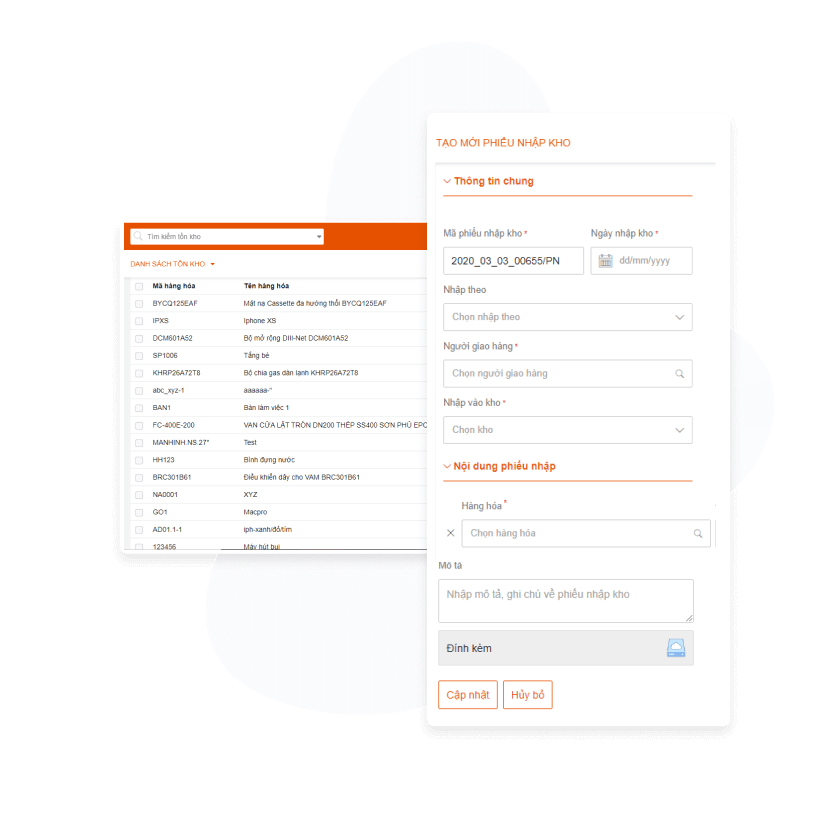 Tìm kiếm tồn kho
DANH SÁCH TỒN KHO
Mã hàng hóa Tên hàng hóa
BYCQ125EAF Mặt nạ Cassette đa hướng thổi BYCQ125EAF
IPXS Iphone XS
DCM601A52 Bộ mở rộng DIII-Net DCM601A52
SP1006 Tắng bè
KHRP26A72T8 Bộ chia gas dàn lạnh KHRP26A72T8
abc_xyz-1 aaaaaa-"
BAN1 Bàn làm việc 1
FC-400E-200 VAN CỬA LẬT TRÒN DN200 THÉP SS400 SƠN PHỦ EPO
MANHINH.NS.27" Test
HH123 Bình đựng nước
BRC301B61 Điều khiển dây cho VAM BRC301B61
NA0001 XYZ
GO1 Macpro
AD01.1-1 iph-xanh/đỏ/tím
123456 Máy hút bụi
TẠO MỚI PHIẾU NHẬP KHO
Thông tin chung
Mã phiếu nhập kho * Ngày nhập kho *
2020_03_03_00655/PN dd/mm/yyyy
Nhập theo
Chọn nhập theo
Người giao hàng *
Chọn người giao hàng
Nhập vào kho *
Chọn kho
Nội dung phiếu nhập
Hàng hóa *
Chọn hàng hóa
Mô tả
Nhập mô tả, ghi chú về phiếu nhập kho
Đính kèm
Cập nhật Hủy bỏ